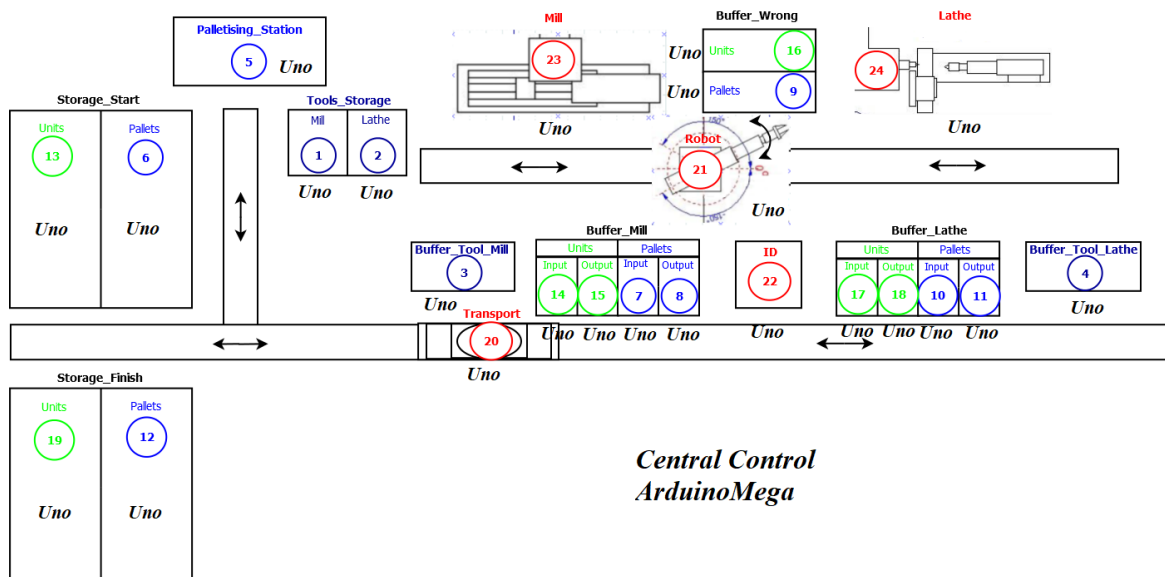 Palletising_Station
5
Uno
Mill
23
Uno
Buffer_Wrong
Uno
Units
16
Uno
Pallets
9
Lathe
24
Uno
Storage_Start
Units
13
Uno
Pallets
6
Uno
Tools_Storage
Mill
1
Uno
Lathe
2
Uno
Robot
21
Uno
Buffer_Tool_Mill
3
Uno
Buffer_Mill
Units
Pallets
Input
Output
Input
Output
14
15
7
8
Uno
Uno
Uno
Uno
ID
22
Uno
Buffer_Lathe
Units
Pallets
Input
Output
Input
Output
17
18
10
11
Uno
Uno
Uno
Uno
Buffer_Tool_Lathe
4
Uno
Transport
20
Uno
Storage_Finish
Units
19
Uno
Pallets
12
Uno
Central Control
ArduinoMega